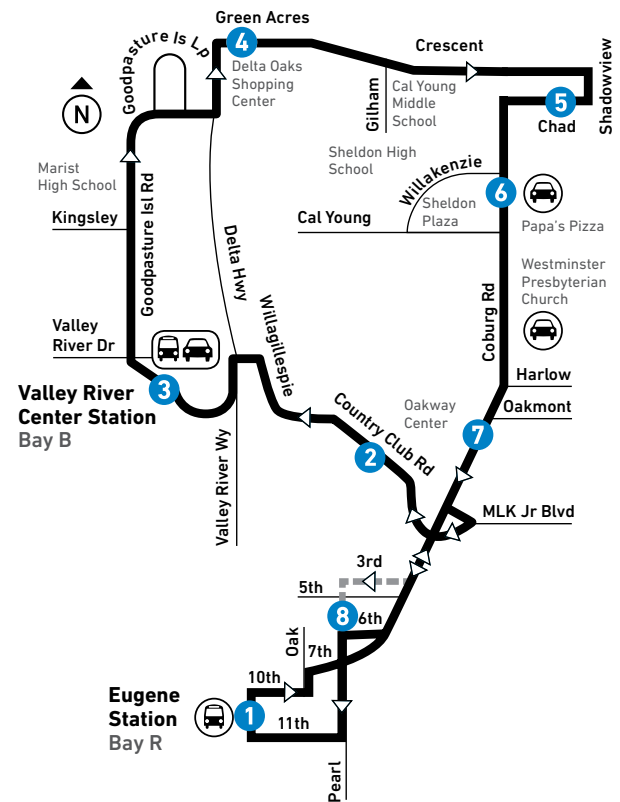 Green Acres
Goodpasture Is Lp
4
Crescent
Delta Oaks
Shopping
Center
Shadowview
N
Gilham
Cal Young
Middle
School
5
Chad
Sheldon High
School
Marist
High School
Willakenzie
6
Sheldon
Plaza
Kingsley
Goodpasture Isl Rd
Cal Young
Papa's Pizza
Delta Hwy
Westminster
Presbyterian
Church
Willagillespie
Coburg Rd
Valley
River Dr
Harlow
Valley River
Center Station
Bay B
3
Oakmont
Oakway
Center
Country Club Rd
7
2
Valley River Wy
MLK Jr Blvd
3rd
5th
8
6th
Oak
7th
10th
Eugene
Station
Bay R
1
11th
Pearl